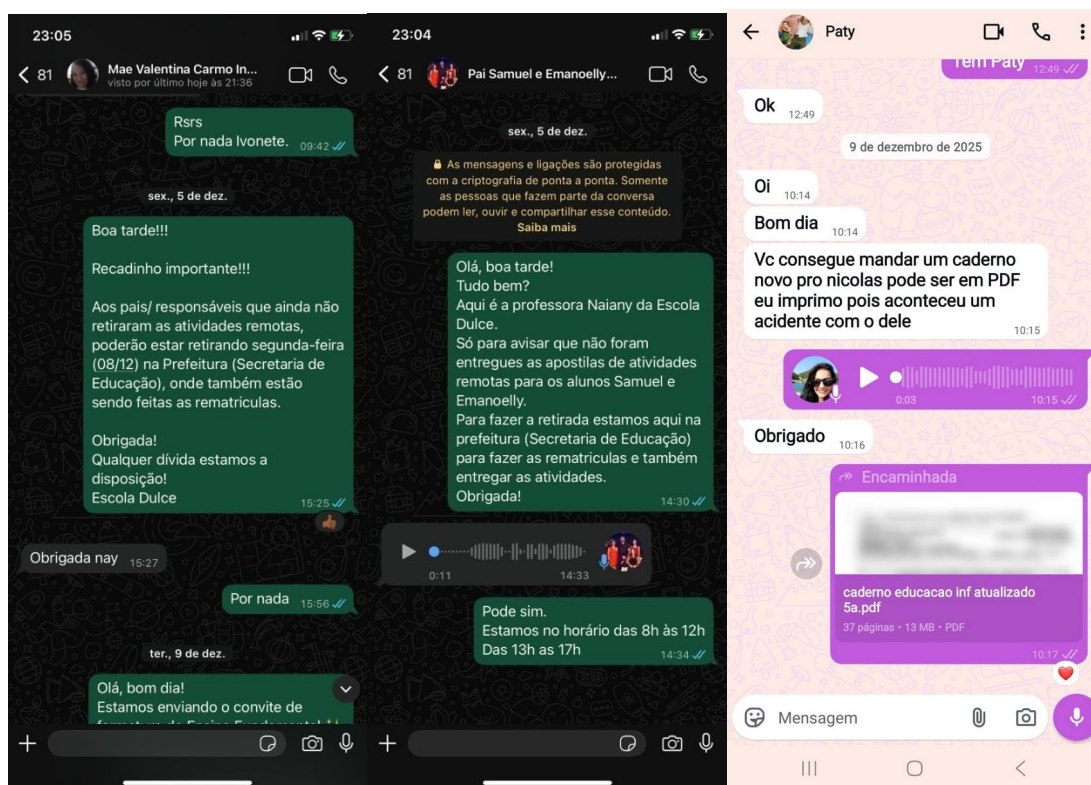 23:05
81
Mae Valentina Carmo In...
visto por último hoje às 21:36
Rsrs
Por nada Ivonete. 09:42
sex., 5 de dez.
Boa tarde!!!
Recadinho importante!!!
Aos pais/ responsáveis que ainda não
retiraram as atividades remotas,
poderão estar retirando segunda-feira
(08/12) na Prefeitura (Secretaria de
Educação), onde também estão
sendo feitas as rematriculas.
Obrigada!
Qualquer dívida estamos a
disposição!
Escola Dulce 15:25
Obrigada nay 15:27
Por nada 15:56
ter., 9 de dez.
Olá, bom dia!
Estamos enviando o convite de
23:04
81
Pai Samuel e Emanoelly...
sex., 5 de dez.
As mensagens e ligações são protegidas
com a criptografia de ponta a ponta. Somente
as pessoas que fazem parte da conversa
podem ler, ouvir e compartilhar esse conteúdo.
Saiba mais
Olá, boa tarde!
Tudo bem?
Aqui é a professora Naiany da Escola
Dulce.
Só para avisar que não foram
entregues as apostilas de atividades
remotas para os alunos Samuel e
Emanoelly.
Para fazer a retirada estamos aqui na
prefeitura (Secretaria de Educação)
para fazer as rematriculas e também
entregar as atividades.
Obrigada! 14:30
0:11 14:33
Pode sim.
Estamos no horário das 8h às 12h
Das 13h as 17h 14:34
Paty
Tem Paty 12:49
Ok 12:49
9 de dezembro de 2025
Oi 10:14
Bom dia 10:14
Vc consegue mandar um caderno
novo pro nicolas pode ser em PDF
eu imprimo pois aconteceu um
acidente com o dele 10:15
0:03 10:15
Obrigado 10:16
Encaminhada
caderno educacao inf atualizado
5a.pdf
37 páginas • 13 MB • PDF
10:17
Mensagem